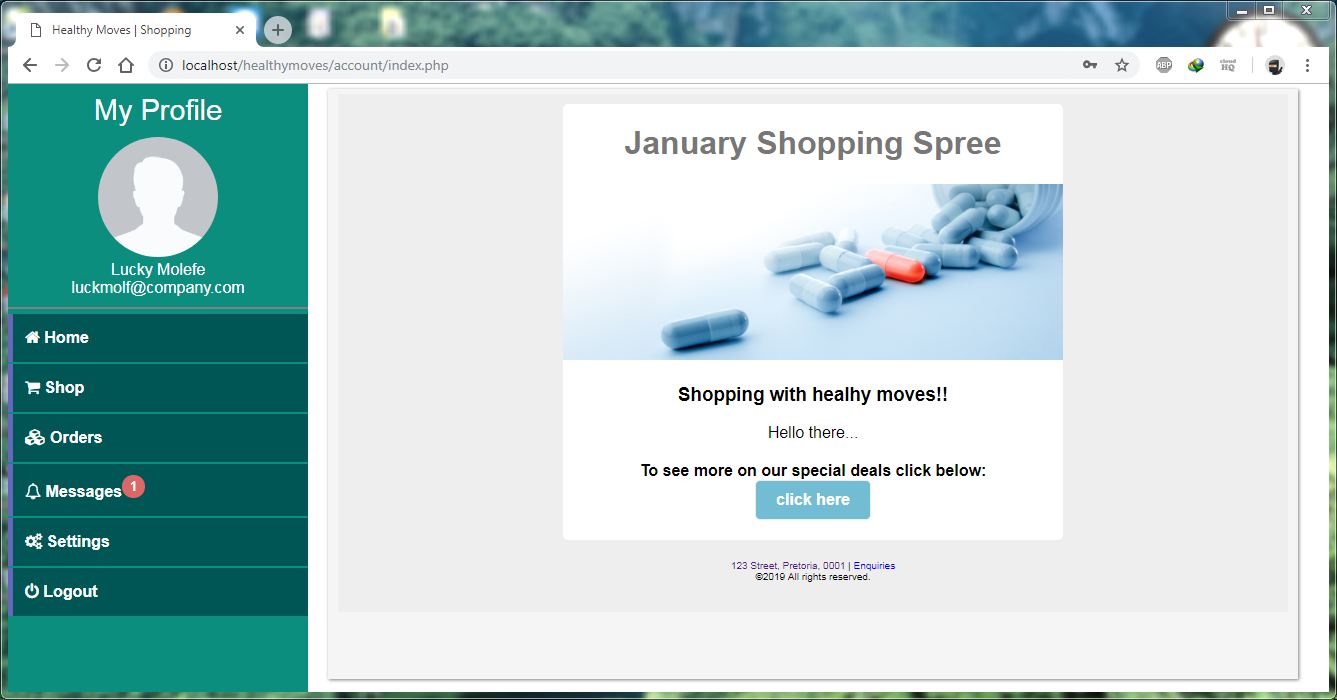 Healthy Moves | Shopping
localhost/healthymoves/account/index.php
ABP
cloud
HQ
My Profile
Lucky Molefe
luckmolf@company.com
Home
Shop
Orders
Messages 1
Settings
Logout
January Shopping Spree
Shopping with healhy moves!!
Hello there...
To see more on our special deals click below:
click here
123 Street, Pretoria, 0001 | Enquiries
©2019 All rights reserved.